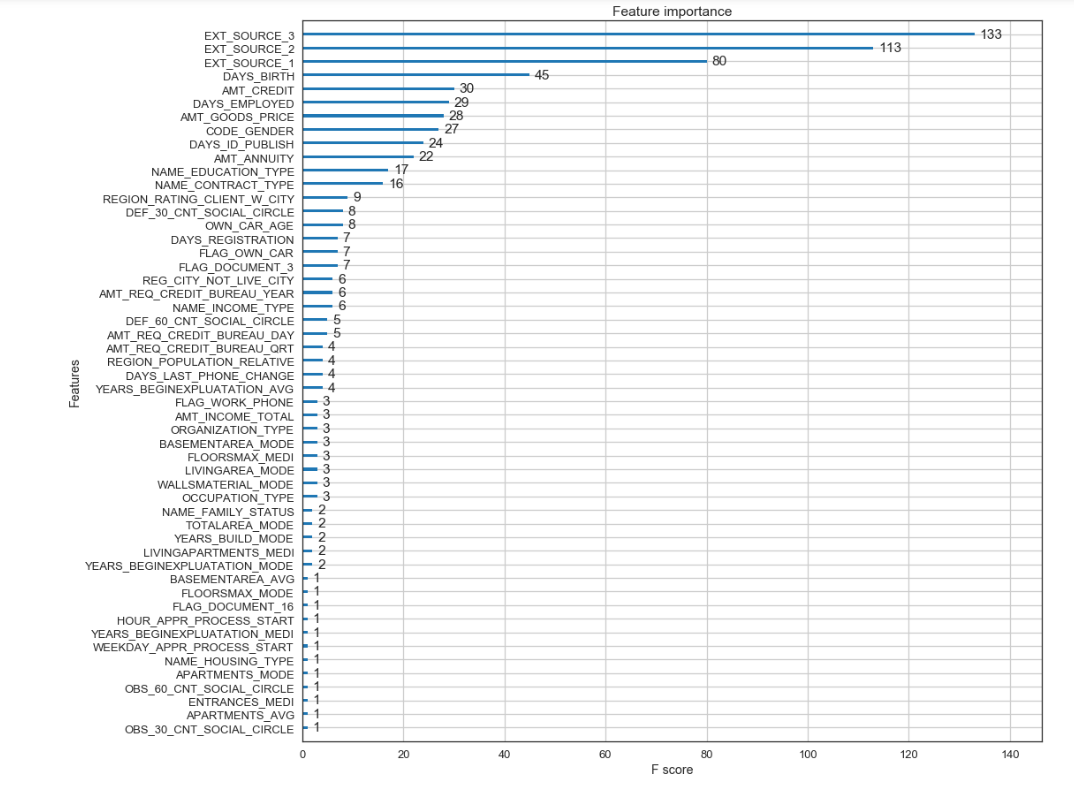 Feature importance
EXT_SOURCE_3 133
EXT_SOURCE_2 113
EXT_SOURCE_1 80
DAYS_BIRTH 45
AMT_CREDIT 30
DAYS_EMPLOYED 29
AMT_GOODS_PRICE 28
CODE_GENDER 27
DAYS_ID_PUBLISH 24
AMT_ANNUITY 22
NAME_EDUCATION_TYPE 17
NAME_CONTRACT_TYPE 16
REGION_RATING_CLIENT_W_CITY 9
DEF_30_CNT_SOCIAL_CIRCLE 8
OWN_CAR_AGE 8
DAYS_REGISTRATION 7
FLAG_OWN_CAR 7
FLAG_DOCUMENT_3 7
REG_CITY_NOT_LIVE_CITY 6
AMT_REQ_CREDIT_BUREAU_YEAR 6
NAME_INCOME_TYPE 6
DEF_60_CNT_SOCIAL_CIRCLE 5
AMT_REQ_CREDIT_BUREAU_DAY 5
AMT_REQ_CREDIT_BUREAU_QRT 4
REGION_POPULATION_RELATIVE 4
DAYS_LAST_PHONE_CHANGE 4
YEARS_BEGINEXPLUATATION_AVG 4
FLAG_WORK_PHONE 3
AMT_INCOME_TOTAL 3
ORGANIZATION_TYPE 3
BASEMENTAREA_MODE 3
FLOORSMAX_MEDI 3
LIVINGAREA_MODE 3
WALLSMATERIAL_MODE 3
OCCUPATION_TYPE 3
NAME_FAMILY_STATUS 2
TOTALAREA_MODE 2
YEARS_BUILD_MODE 2
LIVINGAPARTMENTS_MEDI 2
YEARS_BEGINEXPLUATATION_MODE 2
BASEMENTAREA_AVG 1
FLOORSMAX_MODE 1
FLAG_DOCUMENT_16 1
HOUR_APPR_PROCESS_START 1
YEARS_BEGINEXPLUATATION_MEDI 1
WEEKDAY_APPR_PROCESS_START 1
NAME_HOUSING_TYPE 1
APARTMENTS_MODE 1
OBS_60_CNT_SOCIAL_CIRCLE 1
ENTRANCES_MEDI 1
APARTMENTS_AVG 1
OBS_30_CNT_SOCIAL_CIRCLE 1
Features
0 20 40 60 80 100 120 140
F score